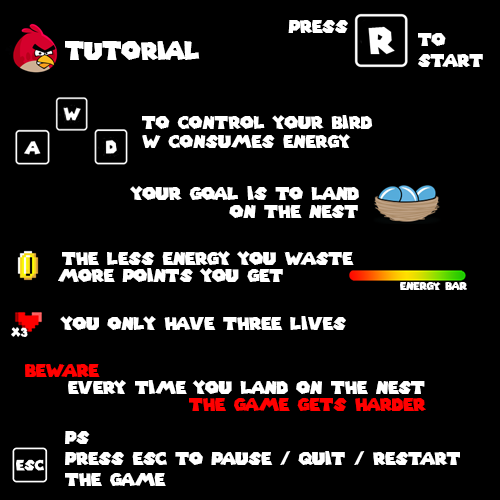 TUTORIAL
PRESS R TO
START
W
A D
TO CONTROL YOUR BIRD
W CONSUMES ENERGY
YOUR GOAL IS TO LAND
ON THE NEST
THE LESS ENERGY YOU WASTE
MORE POINTS YOU GET
ENERGY BAR
X3
YOU ONLY HAVE THREE LIVES
BEWARE
EVERY TIME YOU LAND ON THE NEST
THE GAME GETS HARDER
PS
ESC PRESS ESC TO PAUSE / QUIT / RESTART
THE GAME